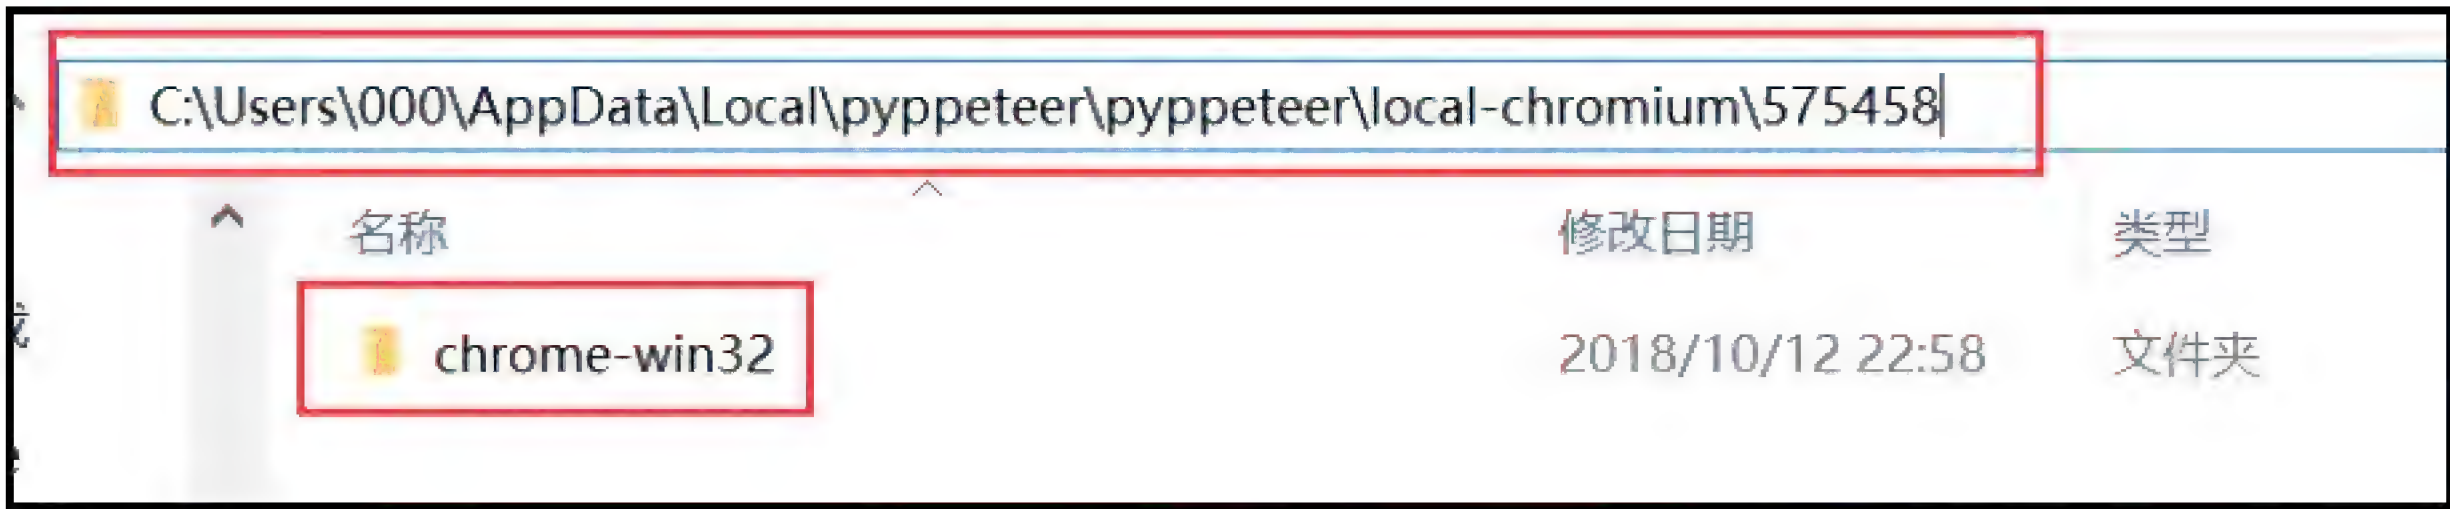 C:\Users\000\AppData\Local\pyppeteer\pyppeteer\local-chromium\575458
名称 修改日期 类型
chrome-win32 2018/10/12 22:58 文件夹